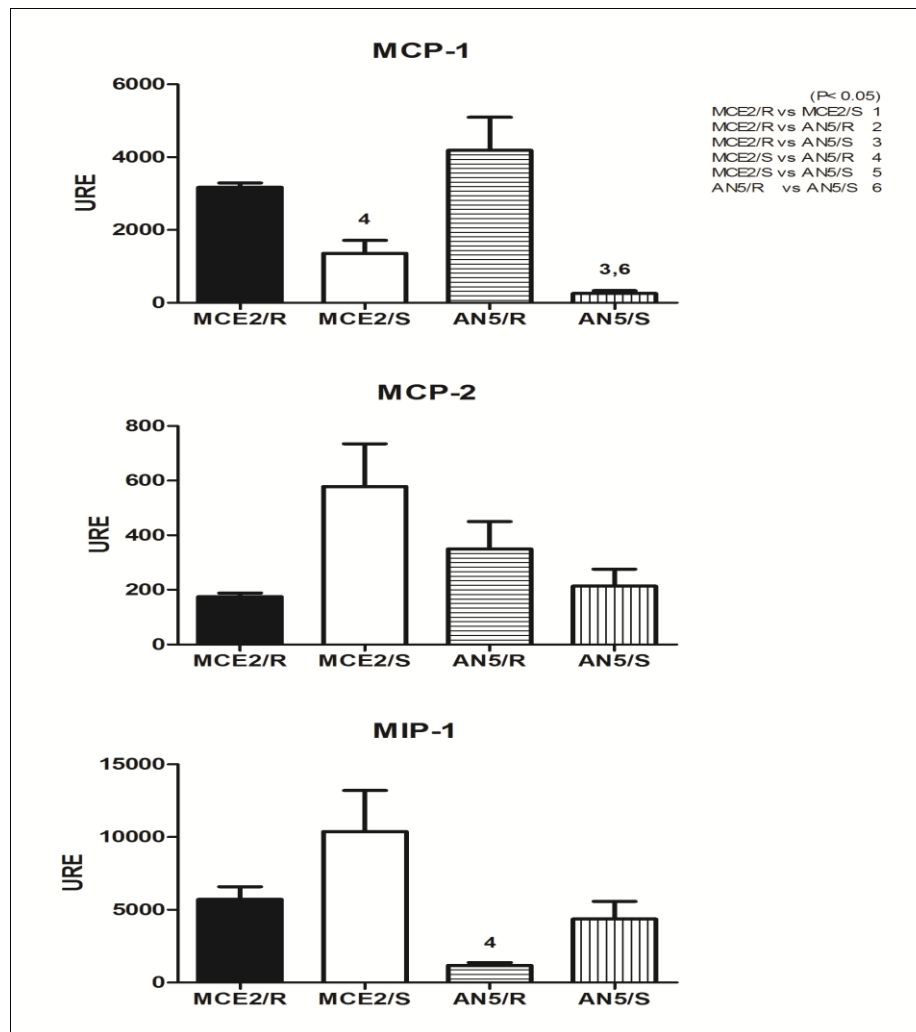 MCP-1
(P< 0.05)
MCE2/R vs MCE2/S 1
MCE2/R vs AN5/R 2
MCE2/R vs AN5/S 3
MCE2/S vs AN5/R 4
MCE2/S vs AN5/S 5
AN5/R vs AN5/S 6
URE
6000
4000
2000
0
4
3,6
MCE2/R MCE2/S AN5/R AN5/S
MCP-2
URE
800
600
400
200
0
MCE2/R MCE2/S AN5/R AN5/S
MIP-1
URE
15000
10000
5000
0
4
MCE2/R MCE2/S AN5/R AN5/S